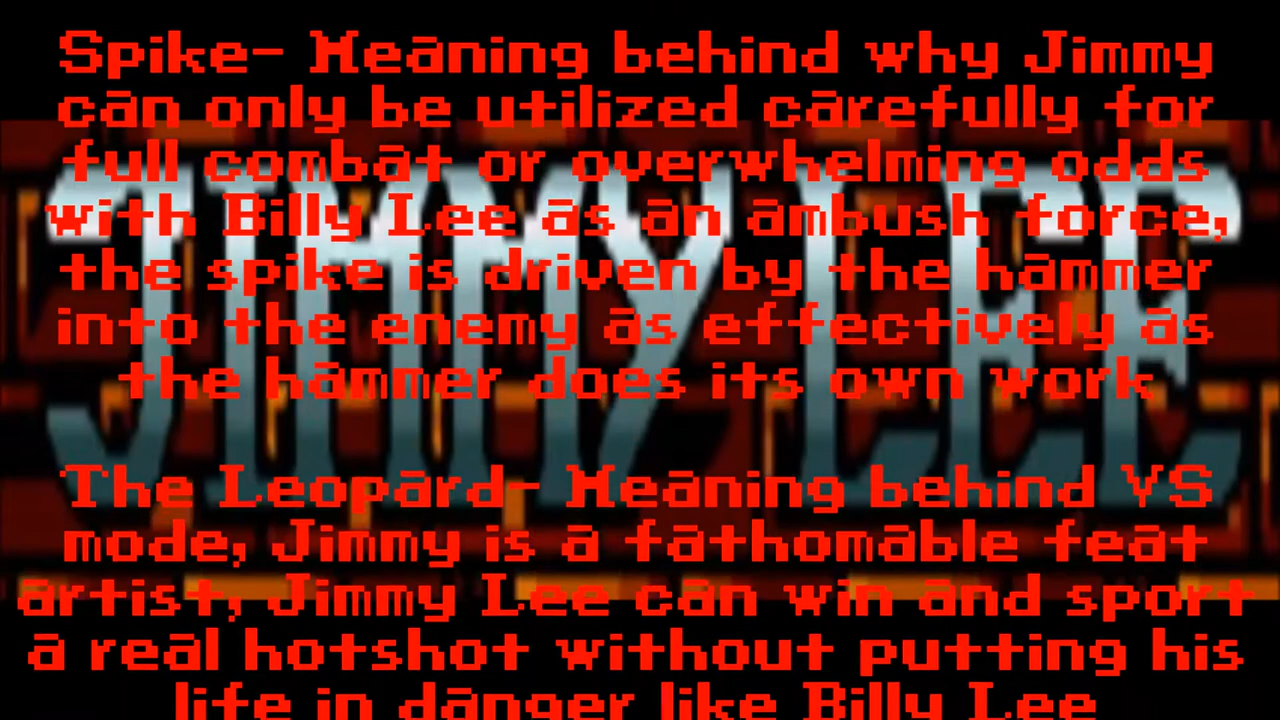 Spike- Meaning behind why Jimmy
can only be utilized carefully for
full combat or overwhelming odds
with Billy Lee as an ambush force,
the spike is driven by the hammer
into the enemy as effectively as
the hammer does its own work
JIMMY LEE
The Leopard- Meaning behind VS
mode, Jimmy is a fathomable feat
artist, Jimmy Lee can win and sport
a real hotshot without putting his
life in danger like Billy Lee